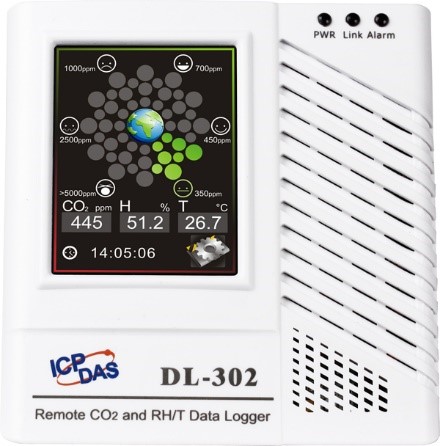 PWR Link Alarm
1000ppm 700ppm
2500ppm 450ppm
>5000ppm 350ppm
CO2 ppm H % T °C
445 51.2 26.7
14:05:06
ICP DAS DL-302
Remote CO2 and RH/T Data Logger